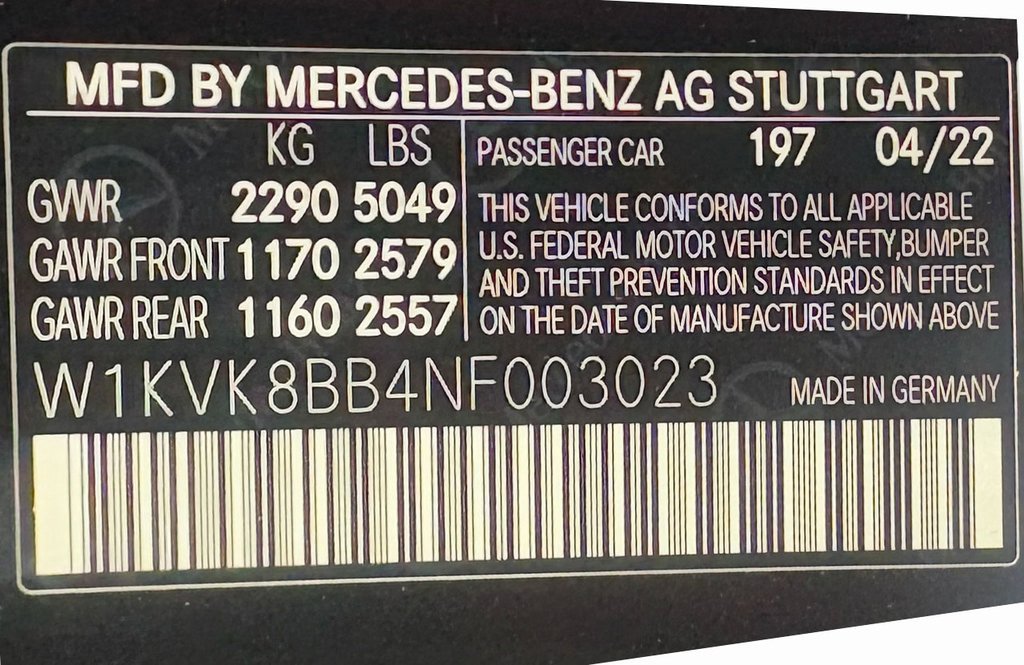 MFD BY MERCEDES-BENZ AG STUTTGART
KG LBS
GVWR 2290 5049
GAWR FRONT 1170 2579
GAWR REAR 1160 2557
PASSENGER CAR 197 04/22
THIS VEHICLE CONFORMS TO ALL APPLICABLE
U.S. FEDERAL MOTOR VEHICLE SAFETY,BUMPER
AND THEFT PREVENTION STANDARDS IN EFFECT
ON THE DATE OF MANUFACTURE SHOWN ABOVE
W1KVK8BB4NF003023
MADE IN GERMANY